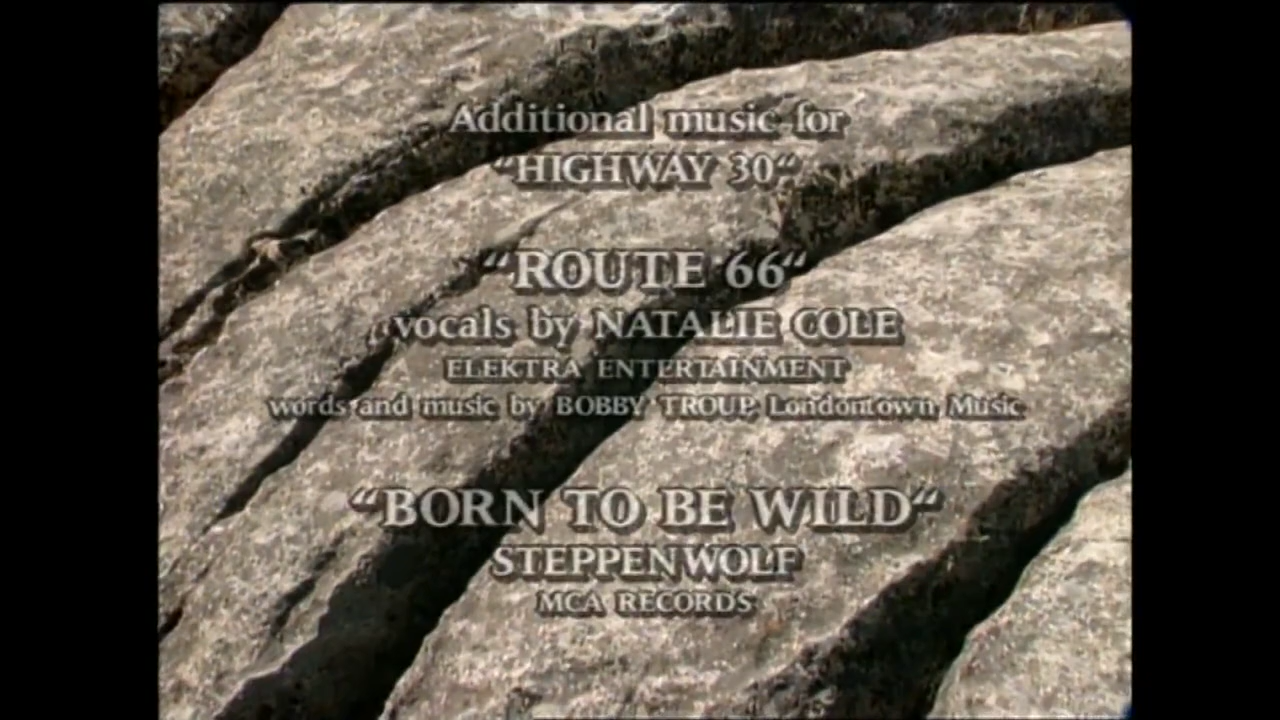 Additional music for
“HIGHWAY 30“
“ROUTE 66“
vocals by NATALIE COLE
ELEKTRA ENTERTAINMENT
words and music by BOBBY TROUP, Londontown Music
“BORN TO BE WILD“
STEPPENWOLF
MCA RECORDS